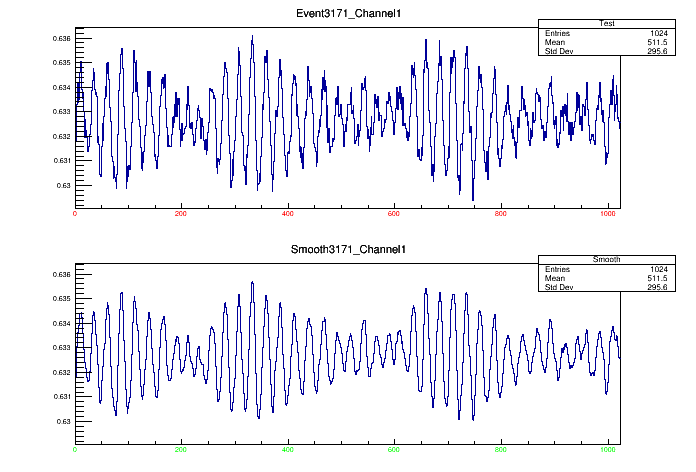 Event3171_Channel1
Test
Entries 1024
Mean 511.5
Std Dev 295.6
0.636
0.635
0.634
0.633
0.632
0.631
0.63
0 200 400 600 800 1000
Smooth3171_Channel1
Smooth
Entries 1024
Mean 511.5
Std Dev 295.6
0.636
0.635
0.634
0.633
0.632
0.631
0.63
0 200 400 600 800 1000